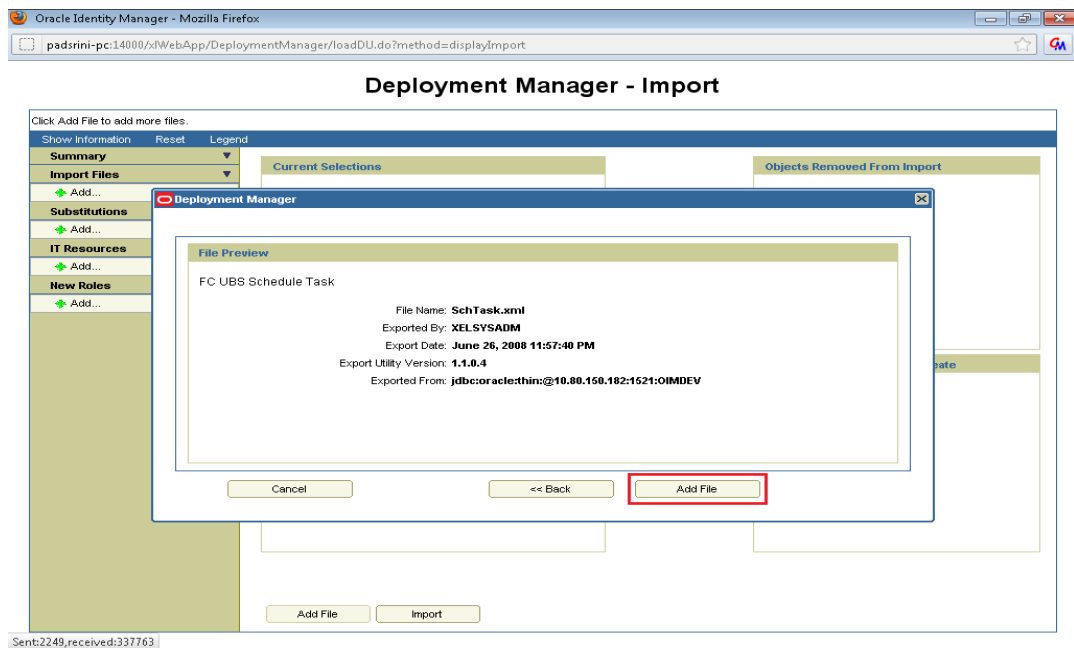 Oracle Identity Manager - Mozilla Firefox
padsrini-pc:14000/xlWebApp/DeploymentManager/loadDU.do?method=displayImport
Deployment Manager - Import
Click Add File to add more files.
Show Information Reset Legend
Summary
Import Files
Add...
Substitutions
Add...
IT Resources
Add...
New Roles
Add...
Current Selections
Objects Removed From Import
Deployment Manager
File Preview
FC UBS Schedule Task
File Name: SchTask.xml
Exported By: XELSYSADM
Export Date: June 26, 2008 11:57:40 PM
Export Utility Version: 1.1.0.4
Exported From: jdbc:oracle:thin:@10.80.150.182:1521:OIMDEV
eate
Cancel << Back Add File
Add File Import
Sent:2249,received:337763